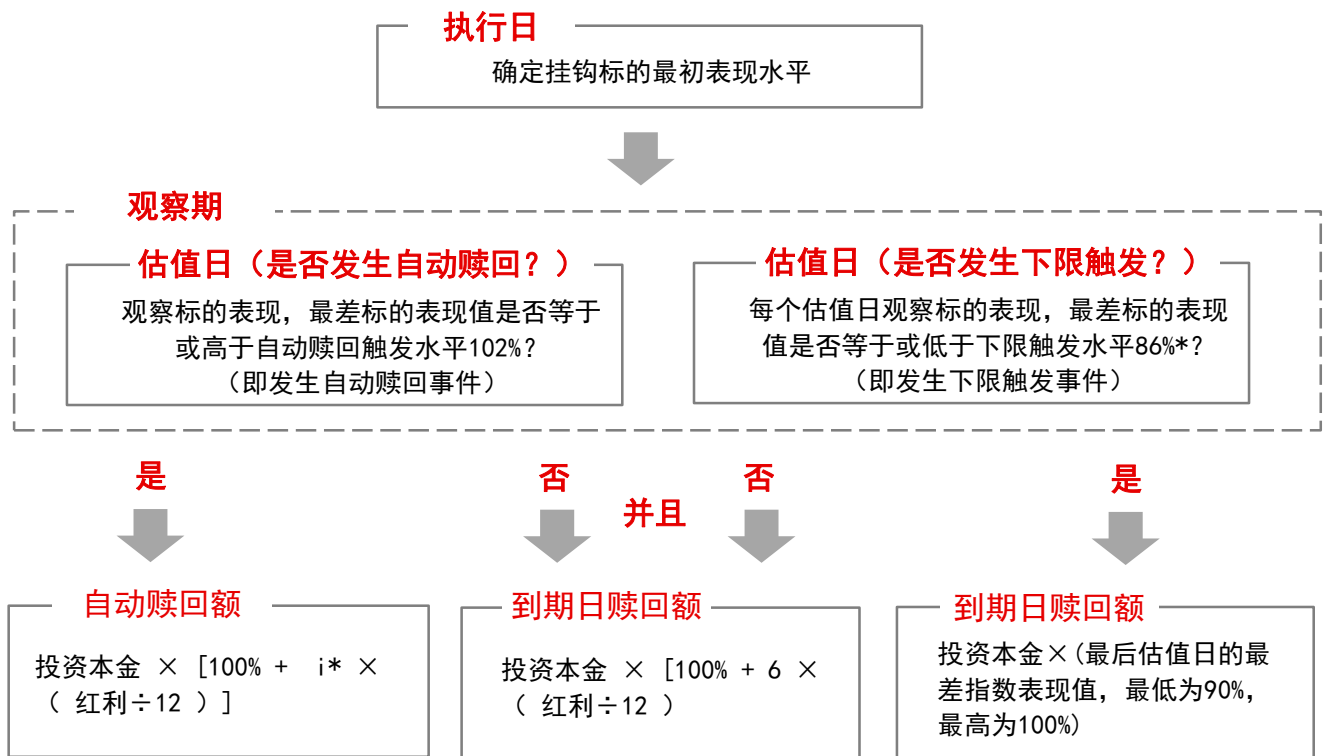 执行日
确定挂钩标的最初表现水平
观察期
估值日（是否发生自动赎回？）
观察标的表现，最差标的表现值是否等于
或高于自动赎回触发水平102%？
（即发生自动赎回事件）
估值日（是否发生下限触发？）
每个估值日观察标的表现，最差标的表现
值是否等于或低于下限触发水平86%*？
（即发生下限触发事件）
是
否
并且
否
是
自动赎回额
投资本金 × [100% + i* ×
（ 红利÷12 ）]
到期日赎回额
投资本金 × [100% + 6 ×
（ 红利÷12 ）
到期日赎回额
投资本金×(最后估值日的最
差指数表现值，最低为90%，
最高为100%)